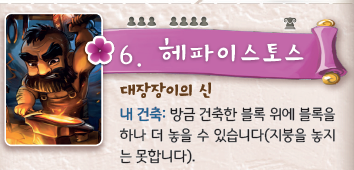 6. 헤파이스토스
대장장이의 신
내 건축: 방금 건축한 블록 위에 블록을
하나 더 놓을 수 있습니다(지붕을 놓지
는 못합니다).